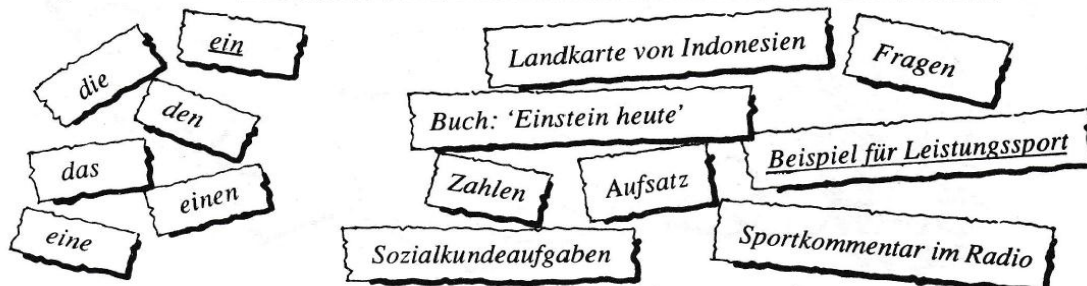 ein
die
den
das
einen
eine
Landkarte von Indonesien
Fragen
Buch: ‘Einstein heute’
Beispiel für Leistungssport
Zahlen
Aufsatz
Sozialkundeaufgaben
Sportkommentar im Radio